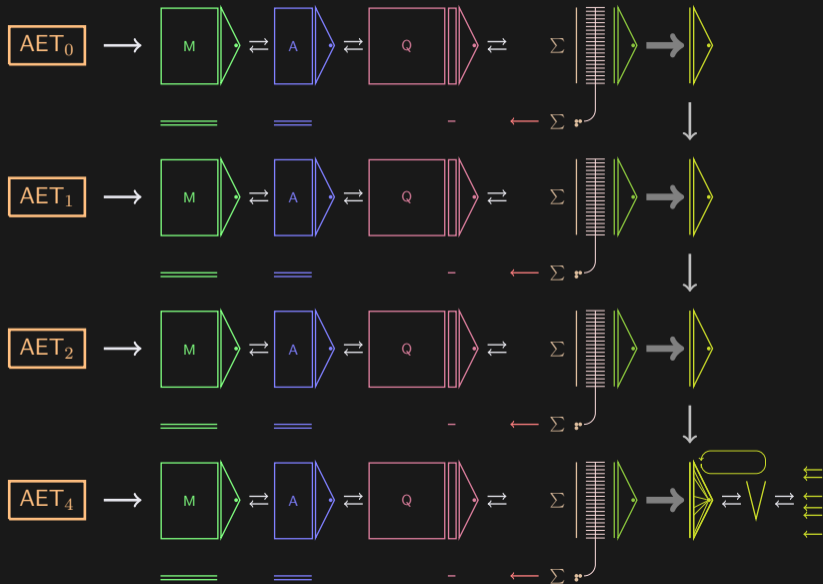 AET₀ M A Q ∑
∑
AET₁ M A Q ∑
∑
AET₂ M A Q ∑
∑
AET₄ M A Q ∑
∑